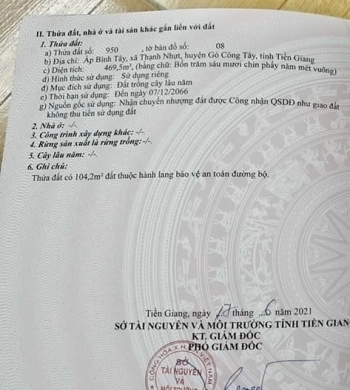 II. Thửa đất, nhà ở và tài sản khác gắn liền với đất
1. Thửa đất:
a) Thửa đất số: 950 , tờ bản đồ số: 08
b) Địa chỉ: Ấp Bình Tây, xã Thạnh Nhựt, huyện Gò Công Tây, tỉnh Tiền Giang
c) Diện tích: 469,5m², (bằng chữ: Bốn trăm sáu mươi chín phẩy năm mét vuông)
d) Hình thức sử dụng: Sử dụng riêng
đ) Mục đích sử dụng: Đất trồng cây lâu năm
e) Thời hạn sử dụng: Đến ngày 07/12/2066
g) Nguồn gốc sử dụng: Nhận chuyển nhượng đất được Công nhận QSDĐ như giao đất
không thu tiền sử dụng đất
2. Nhà ở: -/-.
3. Công trình xây dựng khác: -/-.
4. Rừng sản xuất là rừng trồng:-/-.
5. Cây lâu năm: -/-.
6. Ghi chú:
Thửa đất có 104,2m² đất thuộc hành lang bảo vệ an toàn đường bộ.
Tiền Giang, ngày 17 tháng 6 năm 2021
SỞ TÀI NGUYÊN VÀ MÔI TRƯỜNG TỈNH TIỀN GIAN
KT. GIÁM ĐỐC
PHÓ GIÁM ĐỐC
SỞ
TÀI NGUYÊN
VÀ